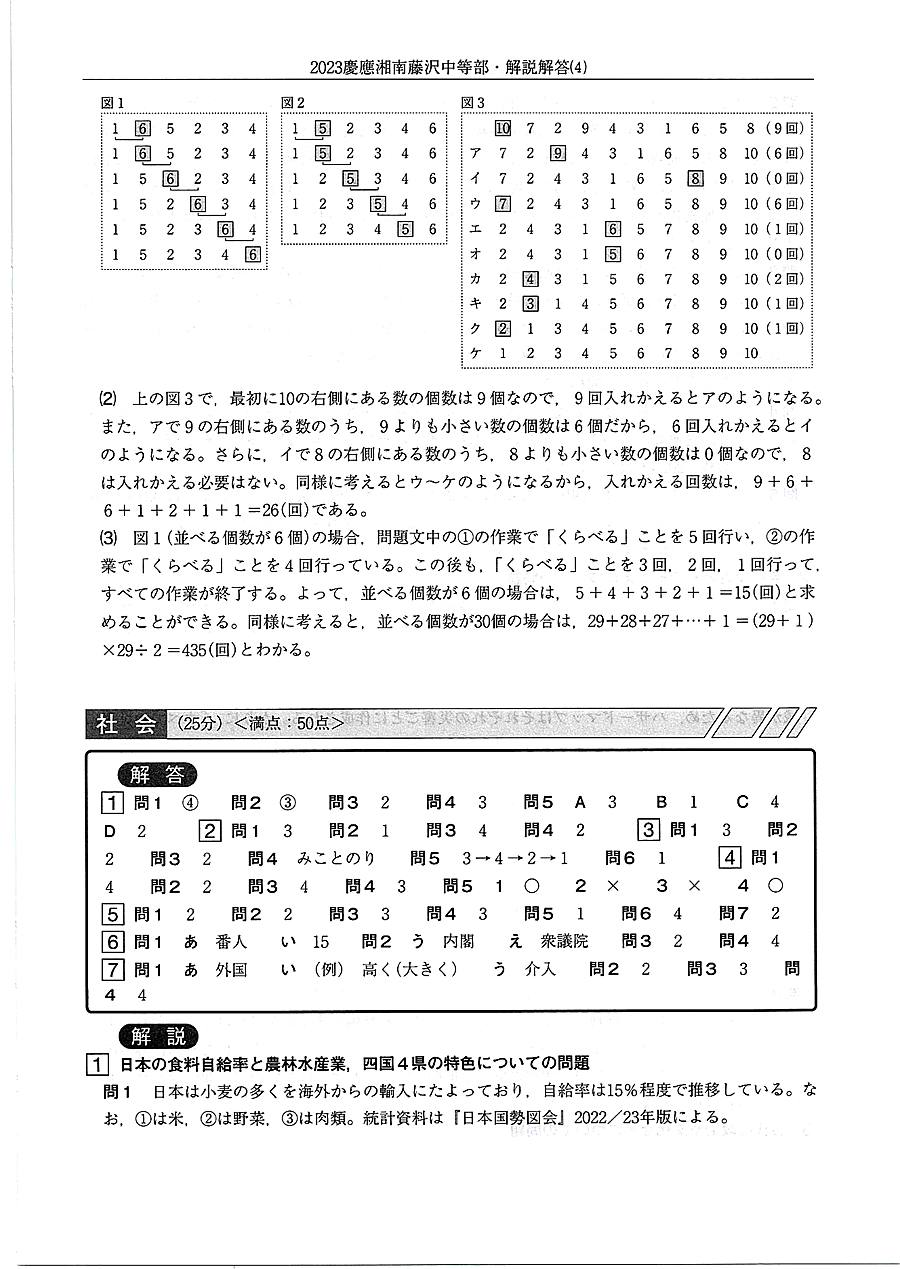 2023慶應湘南藤沢中等部・解説解答(4)
図1
1 6 5 2 3 4
1 6 5 2 3 4
1 5 6 2 3 4
1 5 2 6 3 4
1 5 2 3 6 4
1 5 2 3 4 6
図2
1 5 2 3 4 6
1 5 2 3 4 6
1 2 5 3 4 6
1 2 3 5 4 6
1 2 3 4 5 6
図3
10 7 2 9 4 3 1 6 5 8 (9回)
ア 7 2 9 4 3 1 6 5 8 10 (6回)
イ 7 2 4 3 1 6 5 8 9 10 (0回)
ウ 7 2 4 3 1 6 5 8 9 10 (6回)
エ 2 4 3 1 6 5 7 8 9 10 (1回)
オ 2 4 3 1 5 6 7 8 9 10 (0回)
カ 2 4 3 1 5 6 7 8 9 10 (2回)
キ 2 3 1 4 5 6 7 8 9 10 (1回)
ク 2 1 3 4 5 6 7 8 9 10 (1回)
ケ 1 2 3 4 5 6 7 8 9 10
(2) 上の図3で，最初に10の右側にある数の個数は9個なので，9回入れかえるとアのようになる。
また，アで9の右側にある数のうち，9よりも小さい数の個数は6個だから，6回入れかえるとイ
のようになる。さらに，イで8の右側にある数のうち，8よりも小さい数の個数は0個なので，8
は入れかえる必要はない。同様に考えるとウ〜ケのようになるから，入れかえる回数は，9＋6＋
6＋1＋2＋1＋1＝26(回)である。
(3) 図1(並べる個数が6個)の場合，問題文中の①の作業で「くらべる」ことを5回行い，②の作
業で「くらべる」ことを4回行っている。この後も，「くらべる」ことを3回，2回，1回行って，
すべての作業が終了する。よって，並べる個数が6個の場合は，5＋4＋3＋2＋1＝15(回)と求
めることができる。同様に考えると，並べる個数が30個の場合は，29＋28＋27＋…＋1＝(29＋1)
×29÷2＝435(回)とわかる。
社 会 (25分) ＜満点：50点＞
解 答
1 問1 ④ 問2 ③ 問3 2 問4 3 問5 A 3 B 1 C 4
D 2 2 問1 3 問2 1 問3 4 問4 2 3 問1 3 問2
2 問3 2 問4 みことのり 問5 3→4→2→1 問6 1 4 問1
4 問2 2 問3 4 問4 3 問5 1 ○ 2 × 3 × 4 ○
5 問1 2 問2 2 問3 3 問4 3 問5 1 問6 4 問7 2
6 問1 あ 番人 い 15 問2 う 内閣 え 衆議院 問3 2 問4 4
7 問1 あ 外国 い (例) 高く(大きく) う 介入 問2 2 問3 3 問
4 4
解 説
1 日本の食料自給率と農林水産業，四国4県の特色についての問題
問1 日本は小麦の多くを海外からの輸入にたよっており，自給率は15%程度で推移している。な
お，①は米，②は野菜，③は肉類。統計資料は『日本国勢図会』2022／23年版による。